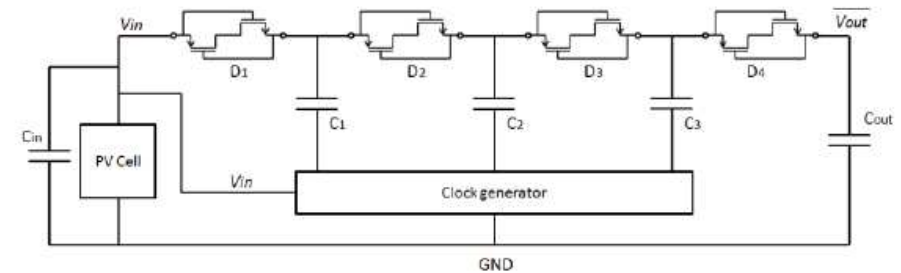 Vin
Vout
D1
D2
D3
D4
C1
C2
C3
Cout
Cin
PV Cell
Vin
Clock generator
GND